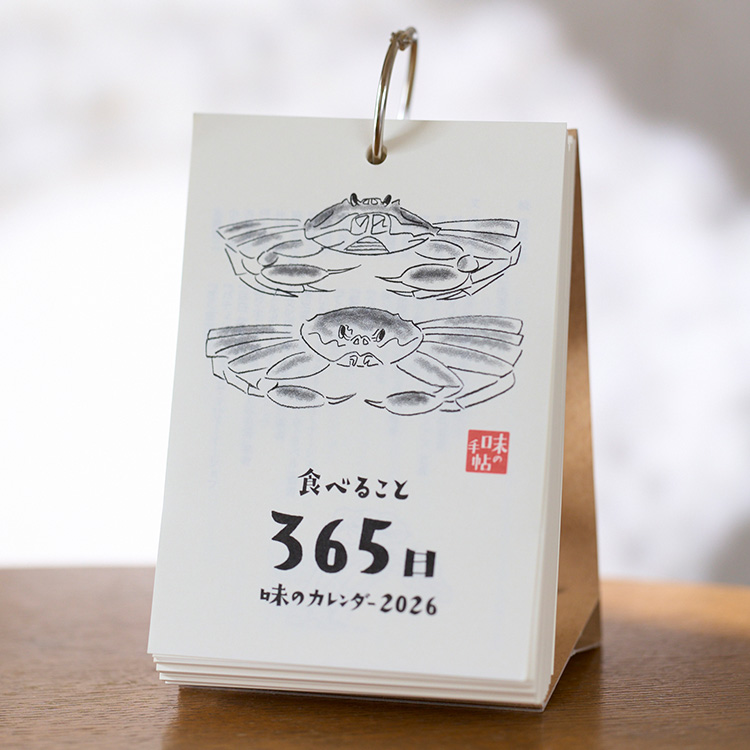 味の
手帖
食べること
365日
味のカレンダー2026